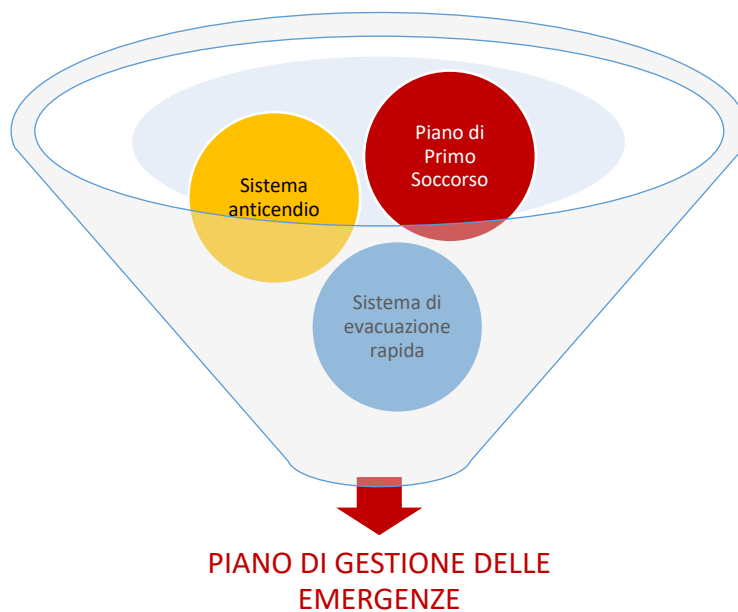 Piano di
Primo
Soccorso
Sistema
anticendio
Sistema di
evacuazione
rapida
PIANO DI GESTIONE DELLE
EMERGENZE